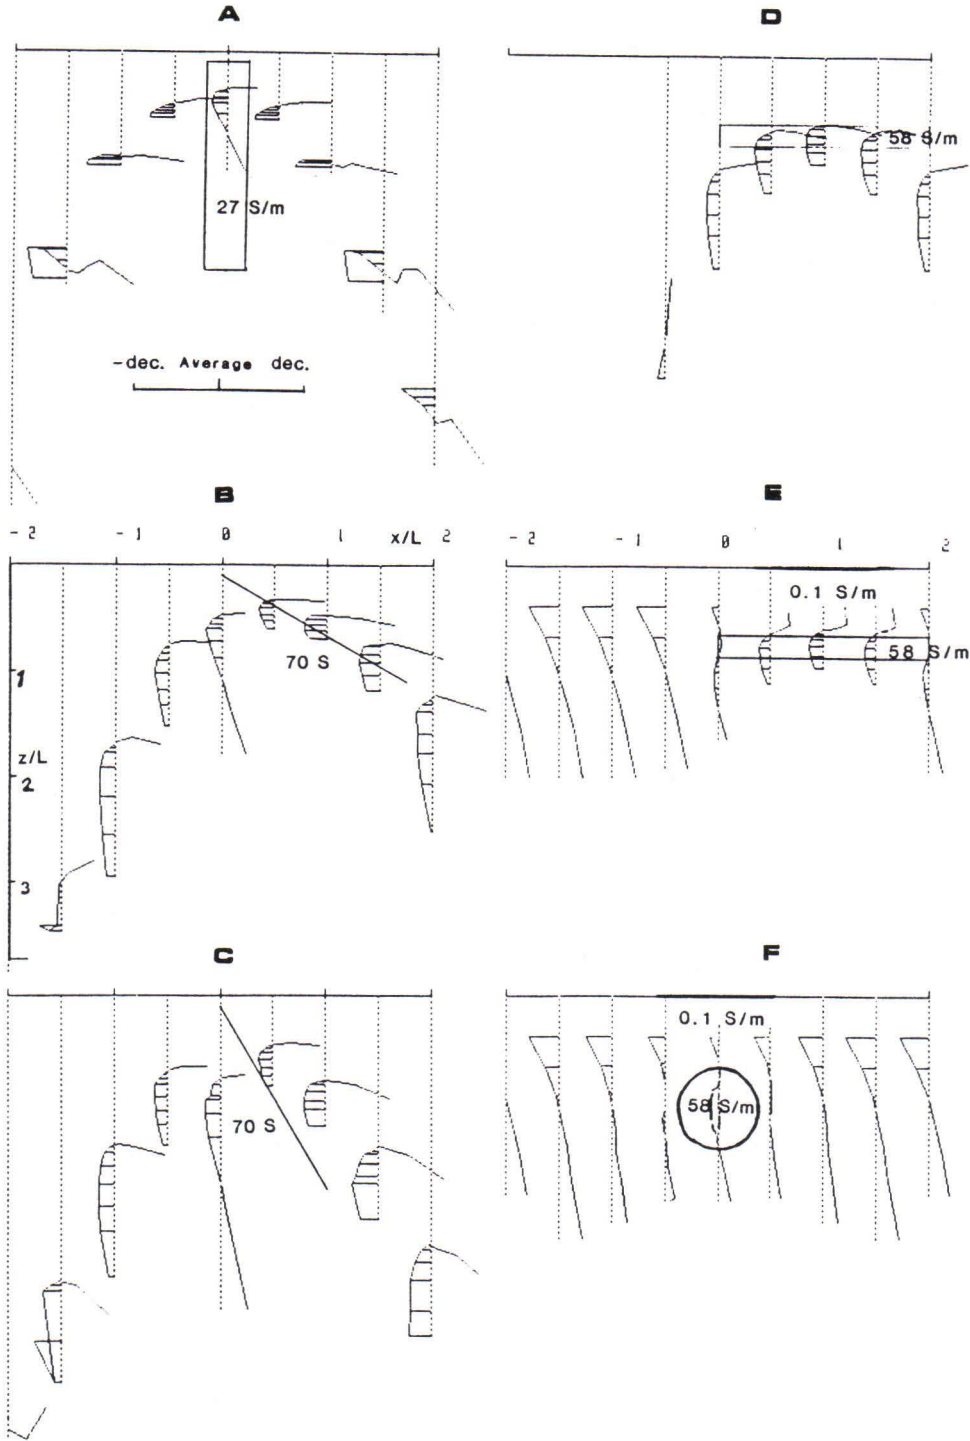 A
27 S/m
-dec. Average dec.
D
58 S/m
B
-2 -1 0 1 x/L 2
1
z/L
2
3
70 S
E
-2 -1 0 1 2
0.1 S/m
58 S/m
C
70 S
F
0.1 S/m
58 S/m